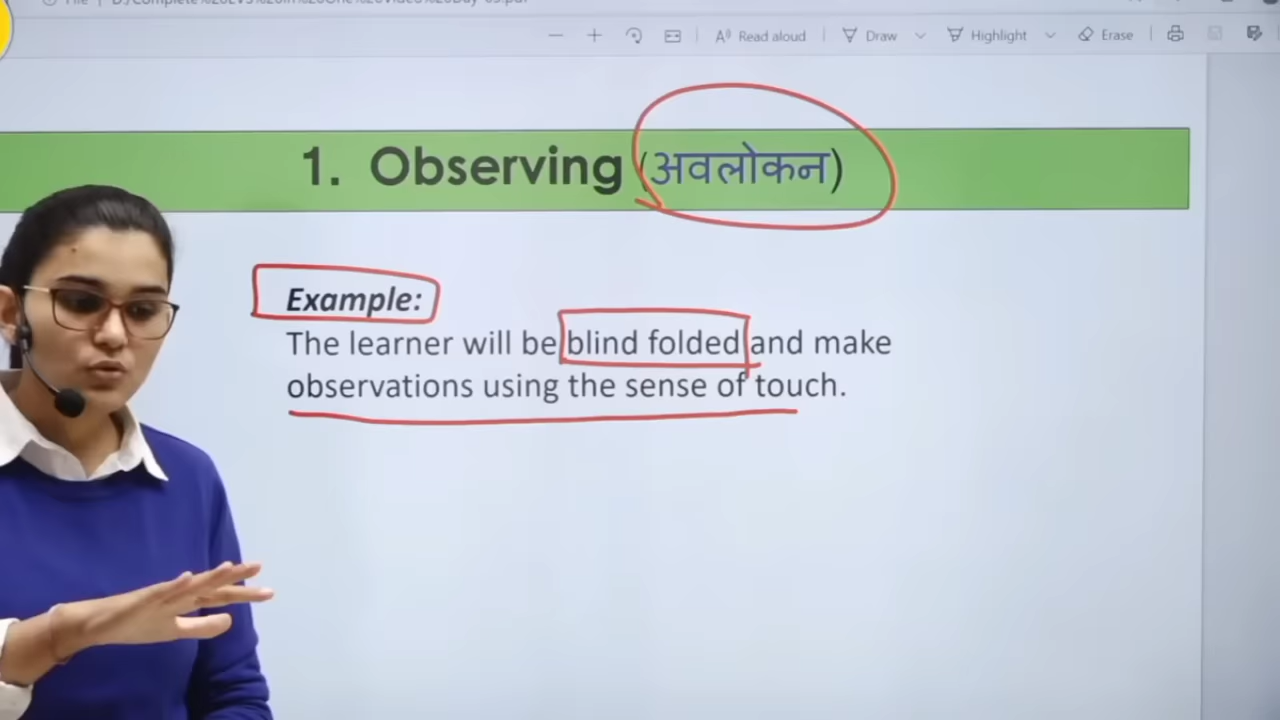 Read aloud
Draw
Highlight
Erase
1. Observing (अवलोकन)
Example:
The learner will be blind folded and make
observations using the sense of touch.